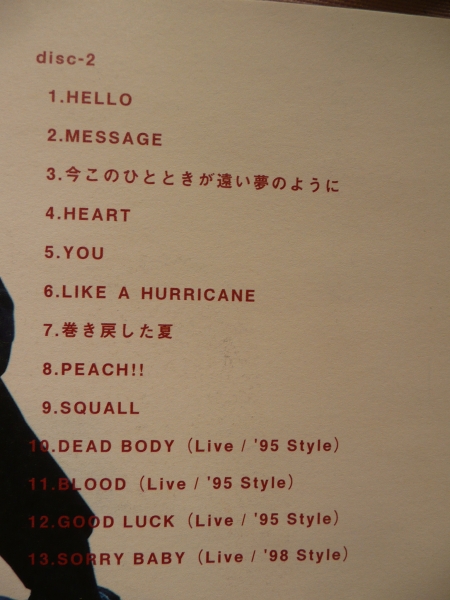 disc-2
1.HELLO
2.MESSAGE
3.今このひとときが遠い夢のように
4.HEART
5.YOU
6.LIKE A HURRICANE
7.巻き戻した夏
8.PEACH!!
9.SQUALL
10.DEAD BODY（Live / '95 Style）
11.BLOOD（Live / '95 Style）
12.GOOD LUCK（Live / '95 Style）
13.SORRY BABY（Live / '98 Style）